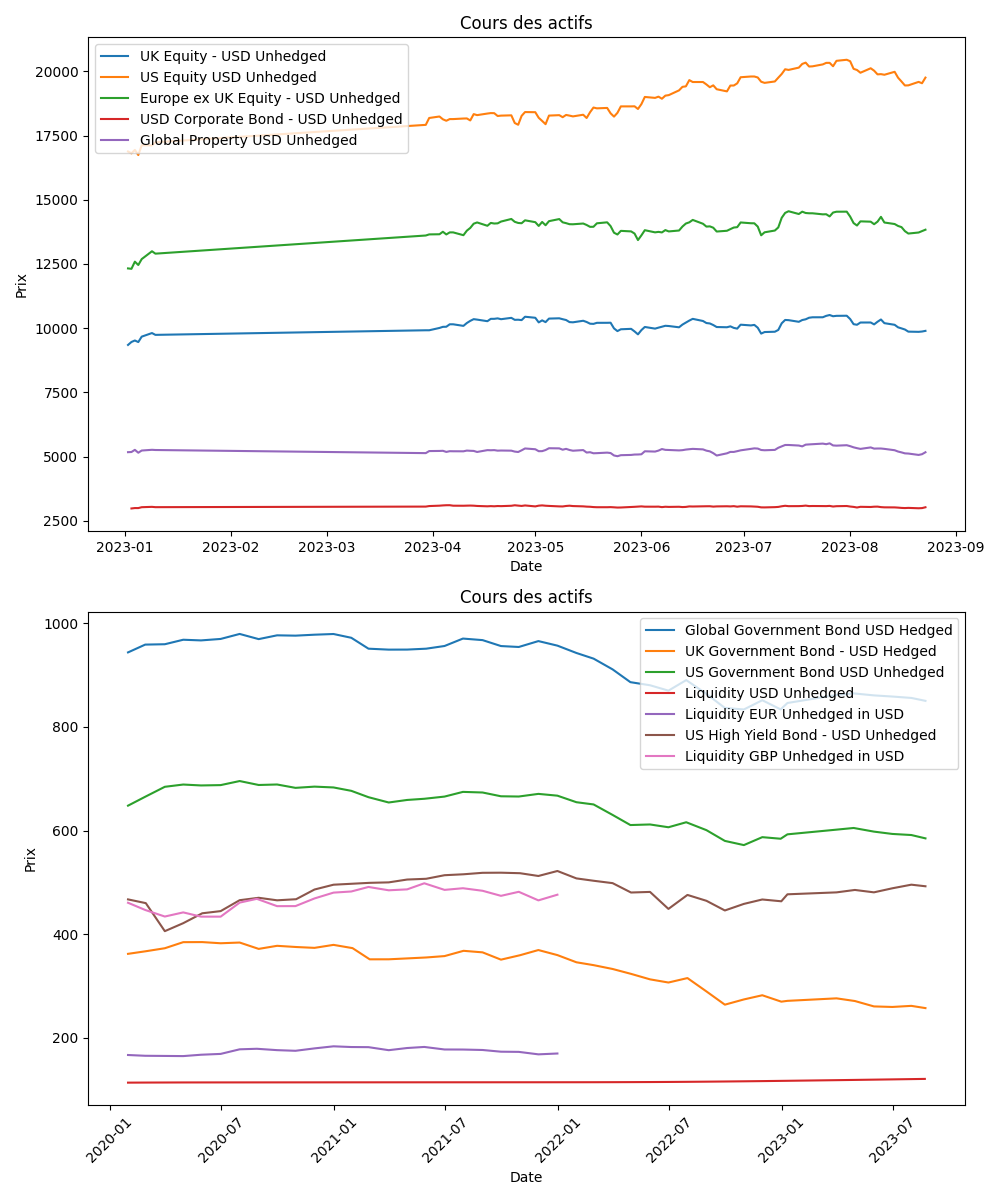 Cours des actifs
UK Equity - USD Unhedged
US Equity USD Unhedged
Europe ex UK Equity - USD Unhedged
USD Corporate Bond - USD Unhedged
Global Property USD Unhedged
20000
17500
15000
12500
10000
7500
5000
2500
Prix
2023-01 2023-02 2023-03 2023-04 2023-05 2023-06 2023-07 2023-08 2023-09
Date
Cours des actifs
Global Government Bond USD Hedged
UK Government Bond - USD Hedged
US Government Bond USD Unhedged
Liquidity USD Unhedged
Liquidity EUR Unhedged in USD
US High Yield Bond - USD Unhedged
Liquidity GBP Unhedged in USD
1000
800
600
400
200
Prix
2020-01 2020-07 2021-01 2021-07 2022-01 2022-07 2023-01 2023-07
Date